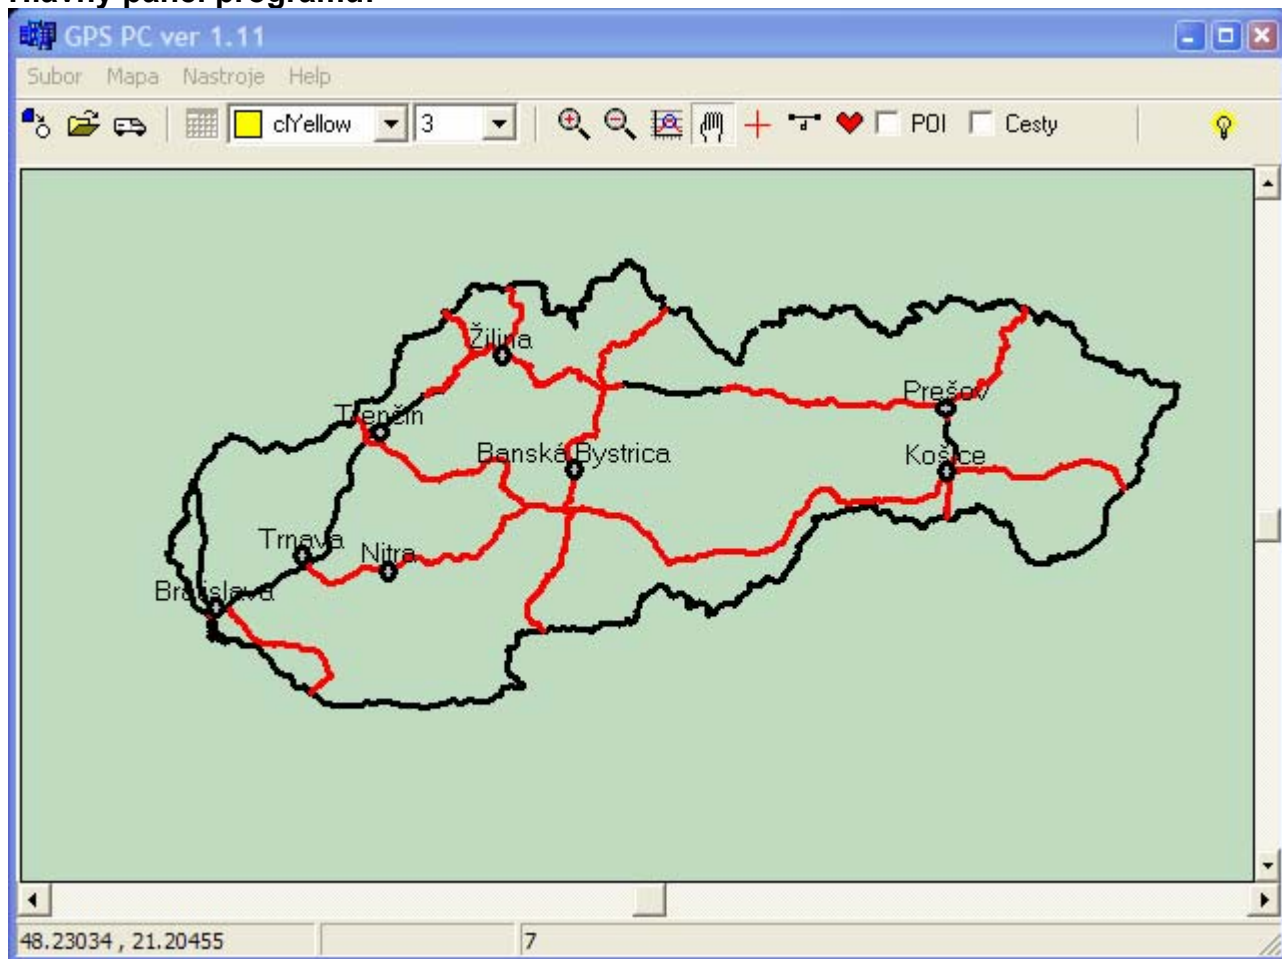 Hlavný panel programu:
GPS PC ver 1.11
Subor Mapa Nastroje Help
clYellow 3 POI Cesty
Žilina
Prešov
Trenčín
Banská Bystrica
Košice
Trnava
Nitra
Bratislava
48.23034 , 21.20455 7